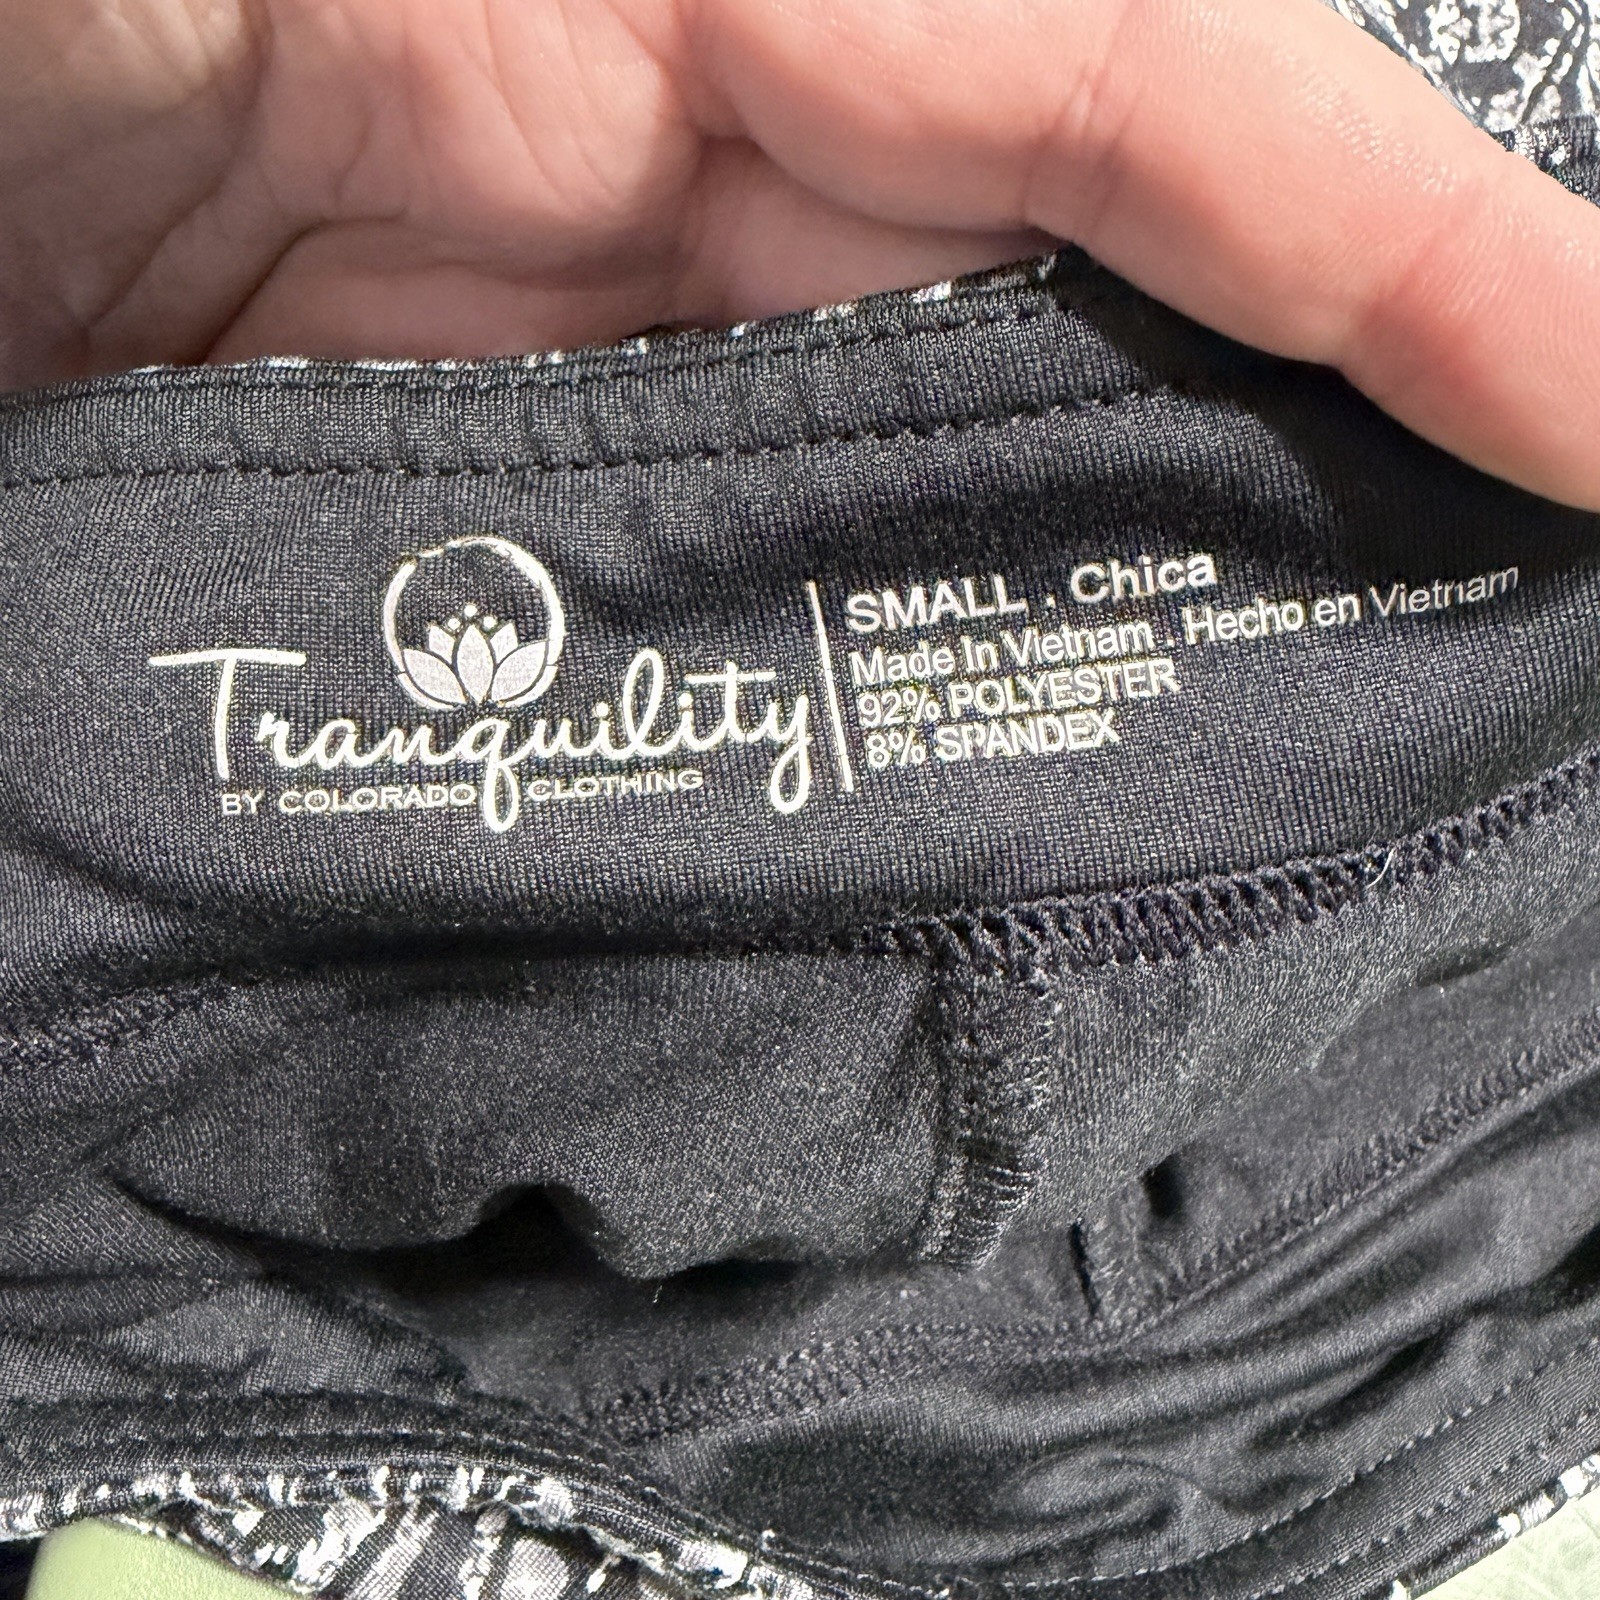 Tranquility
BY COLORADO CLOTHING
SMALL . Chica
Made In Vietnam . Hecho en Vietnam
92% POLYESTER
8% SPANDEX